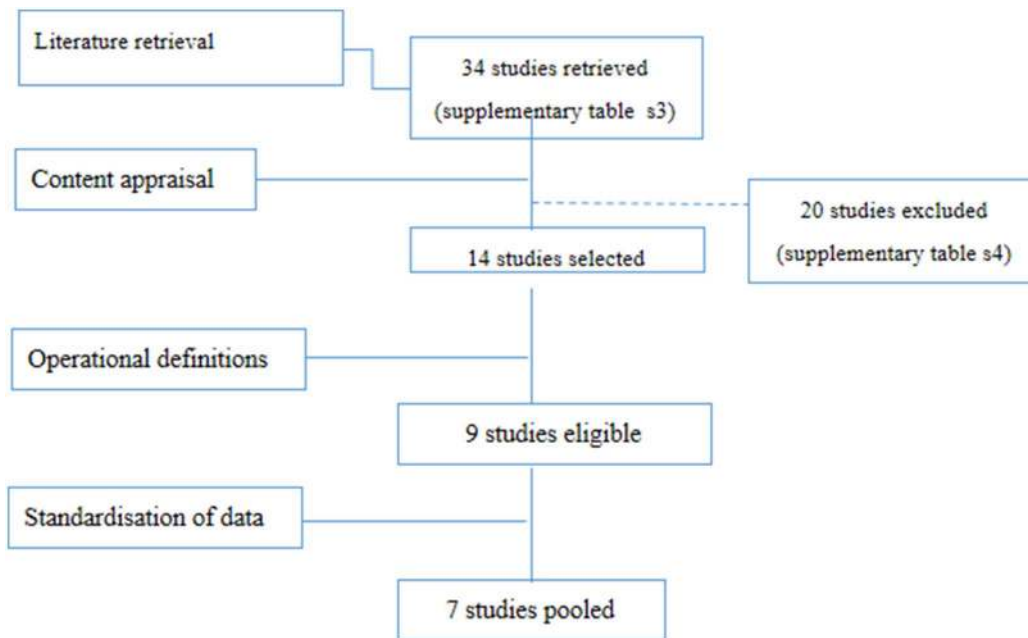 Literature retrieval
34 studies retrieved
(supplementary table s3)
Content appraisal
20 studies excluded
(supplementary table s4)
14 studies selected
Operational definitions
9 studies eligible
Standardisation of data
7 studies pooled